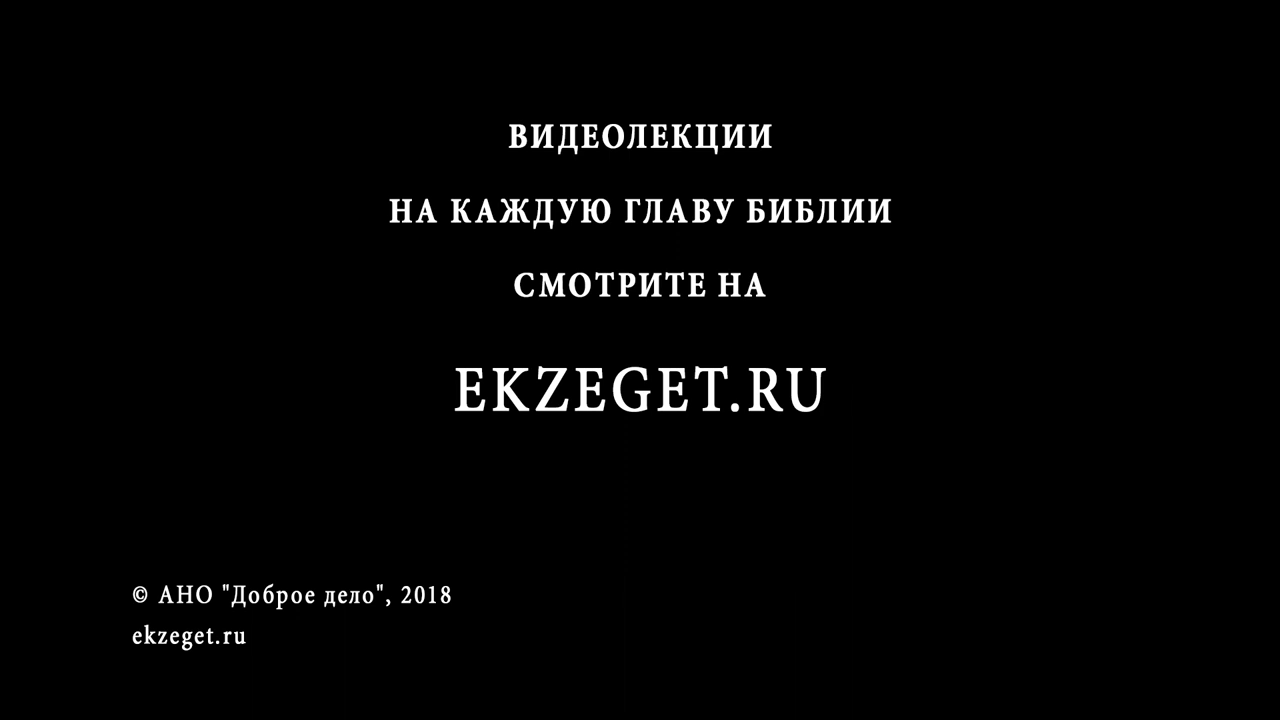 ВИДЕОЛЕКЦИИ
НА КАЖДУЮ ГЛАВУ БИБЛИИ
СМОТРИТЕ НА
EKZEGET.RU
© АНО "Доброе дело", 2018
ekzeget.ru